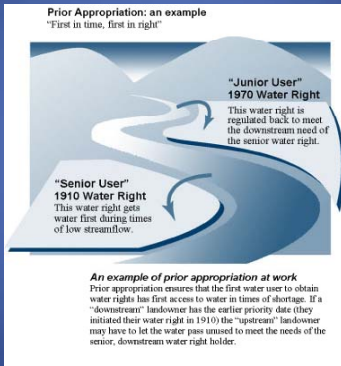 Prior Appropriation: an example
“First in time, first in right”
“Junior User”
1970 Water Right
This water right is
regulated back to meet
the downstream need of
the senior water right.
“Senior User”
1910 Water Right
This water right gets
water first during times
of low streamflow.
An example of prior appropriation at work
Prior appropriation ensures that the first water user to obtain
water rights has first access to water in times of shortage. If a
“downstream” landowner has the earlier priority date (they
initiated their water right in 1910) the “upstream” landowner
may have to let the water pass unused to meet the needs of the
senior, downstream water right holder.